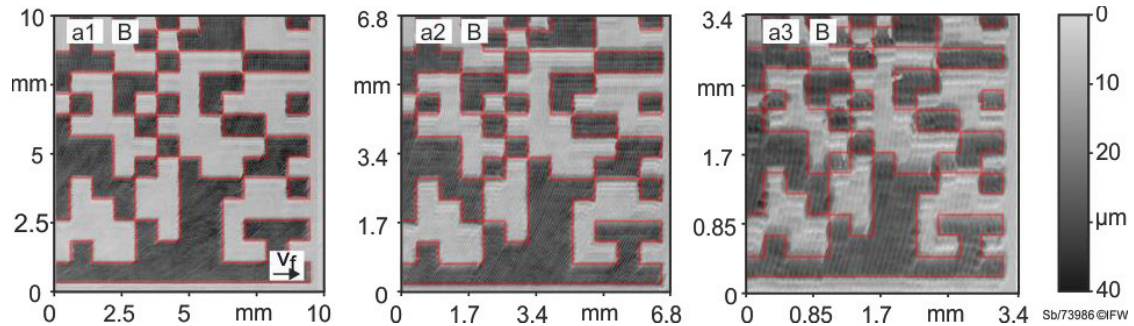 10 a1 B
mm
5
2.5
0
v_f
0 2.5 5 mm 10
6.8 a2 B
mm
3.4
1.7
0
0 1.7 3.4 mm 6.8
3.4 a3 B
mm
1.7
0.85
0
0 0.85 1.7 mm 3.4
0
10
20
µm
40
Sb/73986 ©IFW